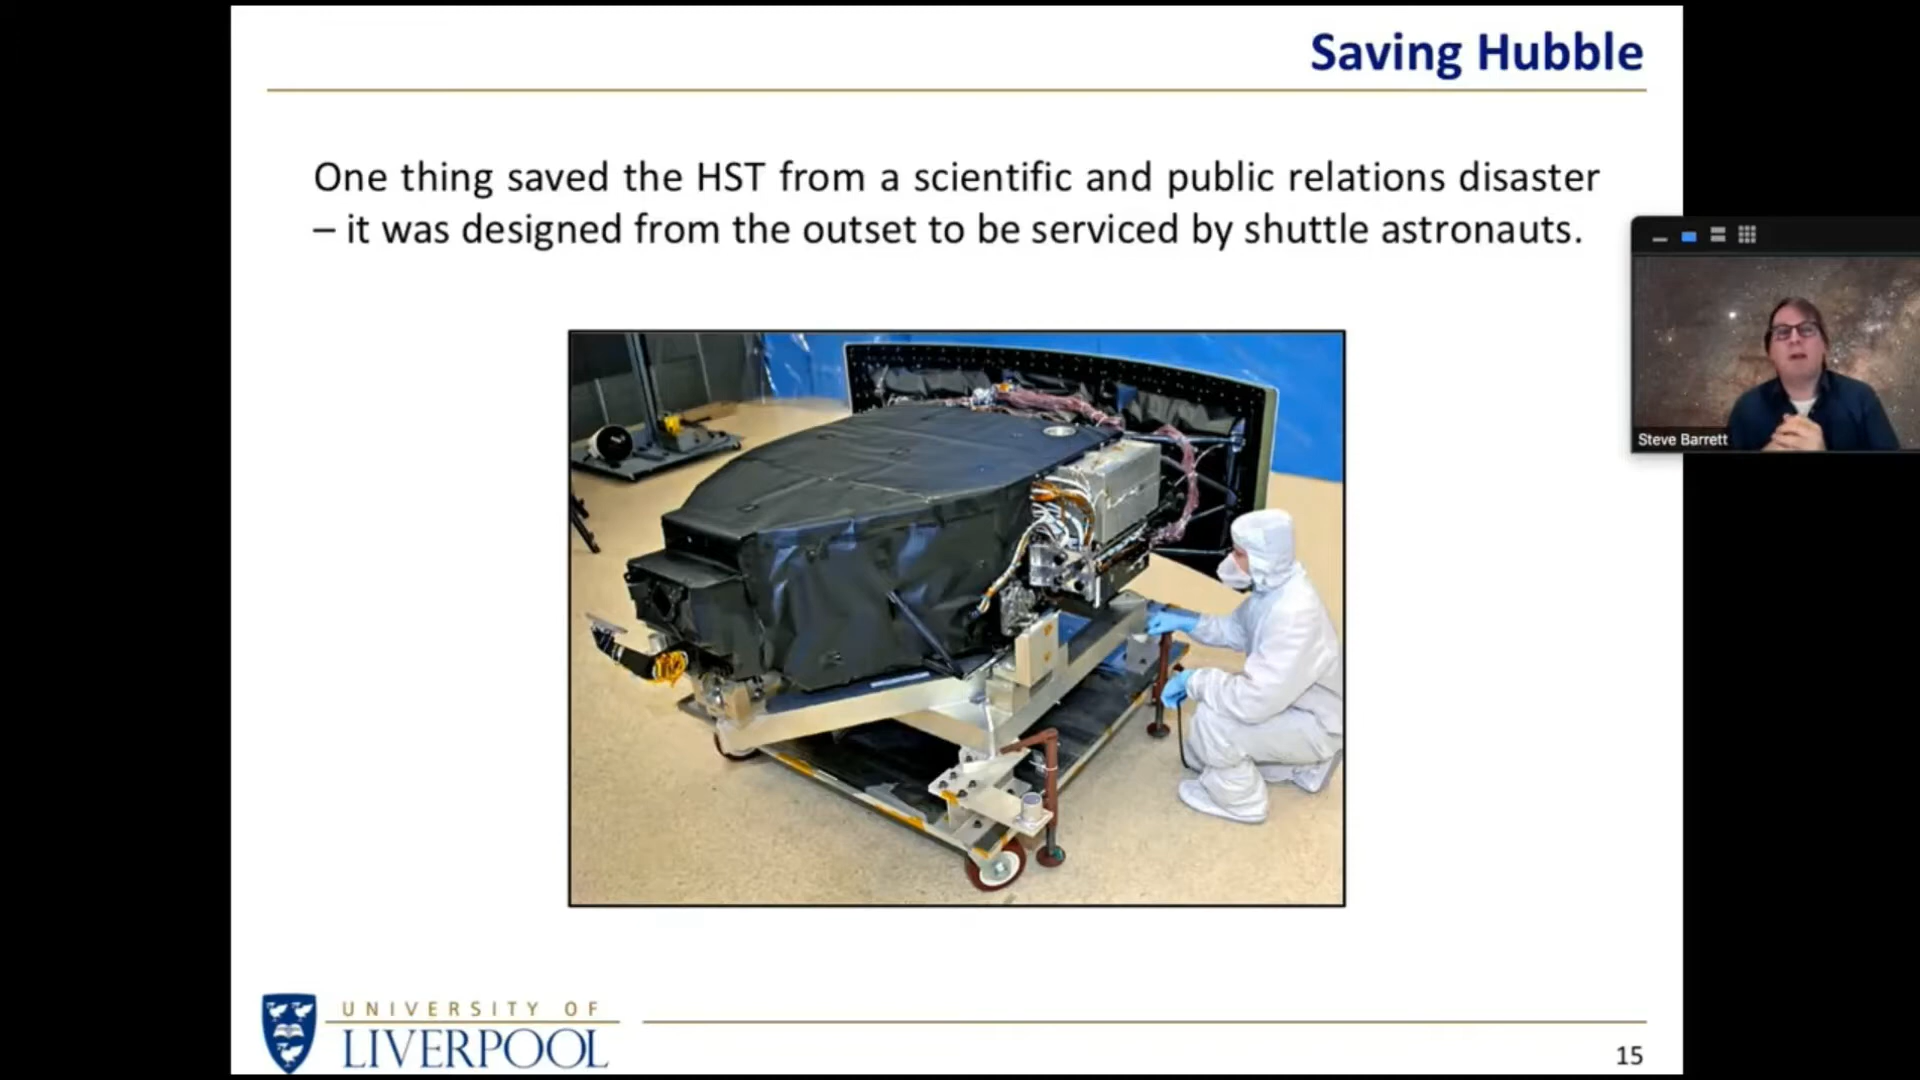 Saving Hubble
One thing saved the HST from a scientific and public relations disaster
– it was designed from the outset to be serviced by shuttle astronauts.
Steve Barrett
UNIVERSITY OF
LIVERPOOL
15